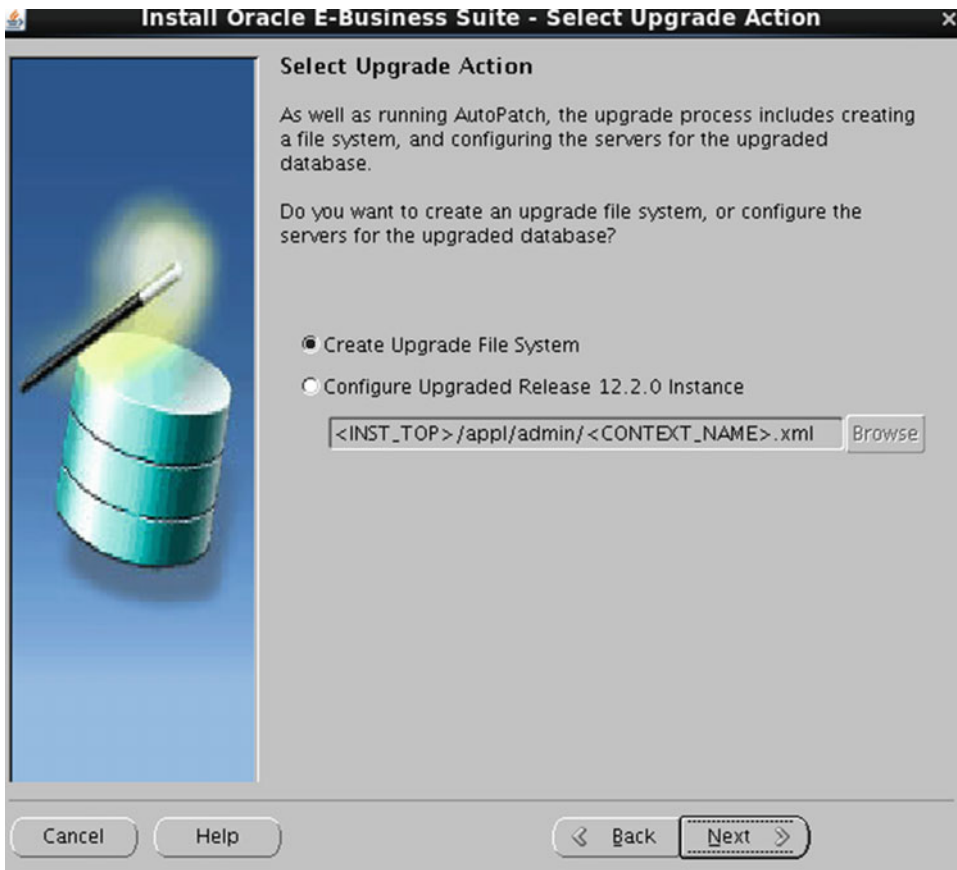 Install Oracle E-Business Suite - Select Upgrade Action
Select Upgrade Action
As well as running AutoPatch, the upgrade process includes creating
a file system, and configuring the servers for the upgraded
database.
Do you want to create an upgrade file system, or configure the
servers for the upgraded database?
Create Upgrade File System
Configure Upgraded Release 12.2.0 Instance
<INST_TOP>/appl/admin/<CONTEXT_NAME>.xml Browse
Cancel Help Back Next